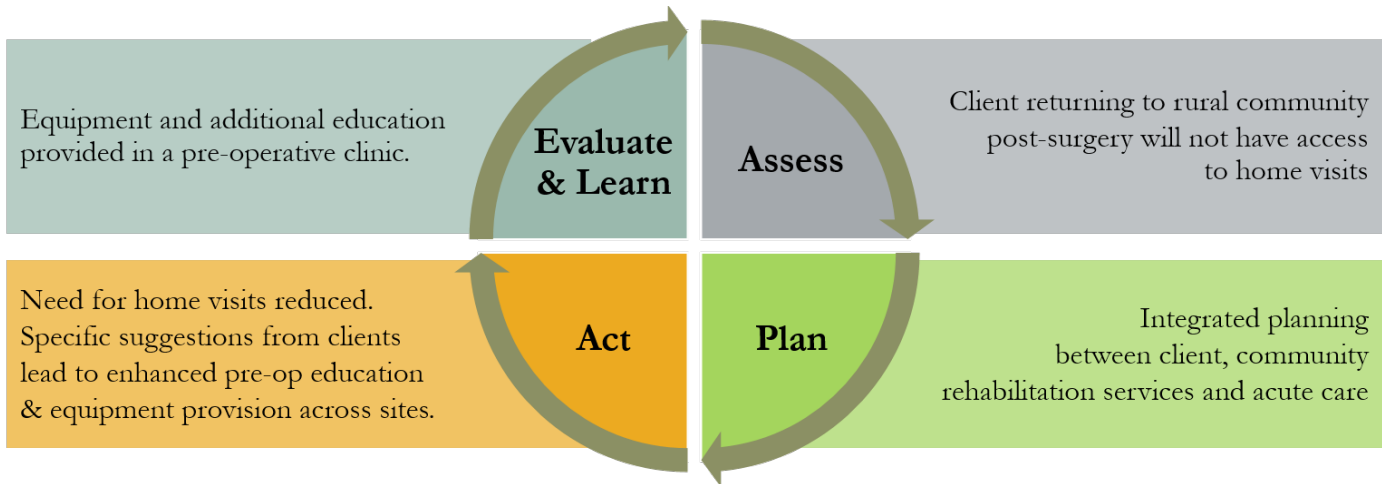 Equipment and additional education
provided in a pre-operative clinic.
Evaluate
& Learn
Assess
Client returning to rural community
post-surgery will not have access
to home visits
Need for home visits reduced.
Specific suggestions from clients
lead to enhanced pre-op education
& equipment provision across sites.
Act
Plan
Integrated planning
between client, community
rehabilitation services and acute care